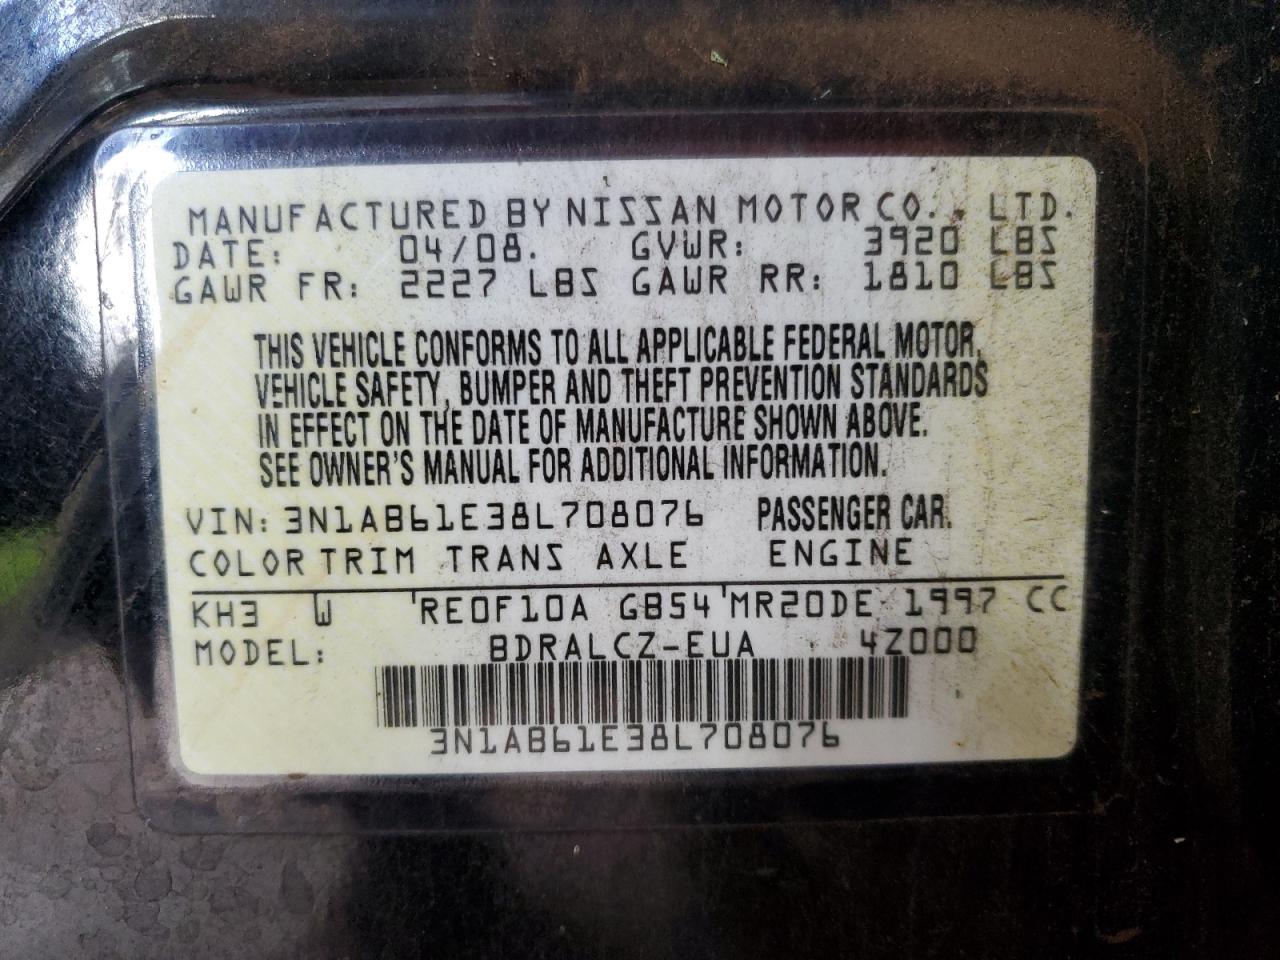 MANUFACTURED BY NISSAN MOTOR CO., LTD.
DATE: 04/08. GVWR: 3920 LBS
GAWR FR: 2227 LBS GAWR RR: 1810 LBS
THIS VEHICLE CONFORMS TO ALL APPLICABLE FEDERAL MOTOR
VEHICLE SAFETY, BUMPER AND THEFT PREVENTION STANDARDS
IN EFFECT ON THE DATE OF MANUFACTURE SHOWN ABOVE.
SEE OWNER'S MANUAL FOR ADDITIONAL INFORMATION.
VIN: 3N1AB61E38L708076 PASSENGER CAR.
COLOR TRIM TRANS AXLE ENGINE
KH3 W RE0F10A GB54 MR20DE 1997 CC
MODEL: BDRALCZ-EUA 4Z000
3N1AB61E38L708076